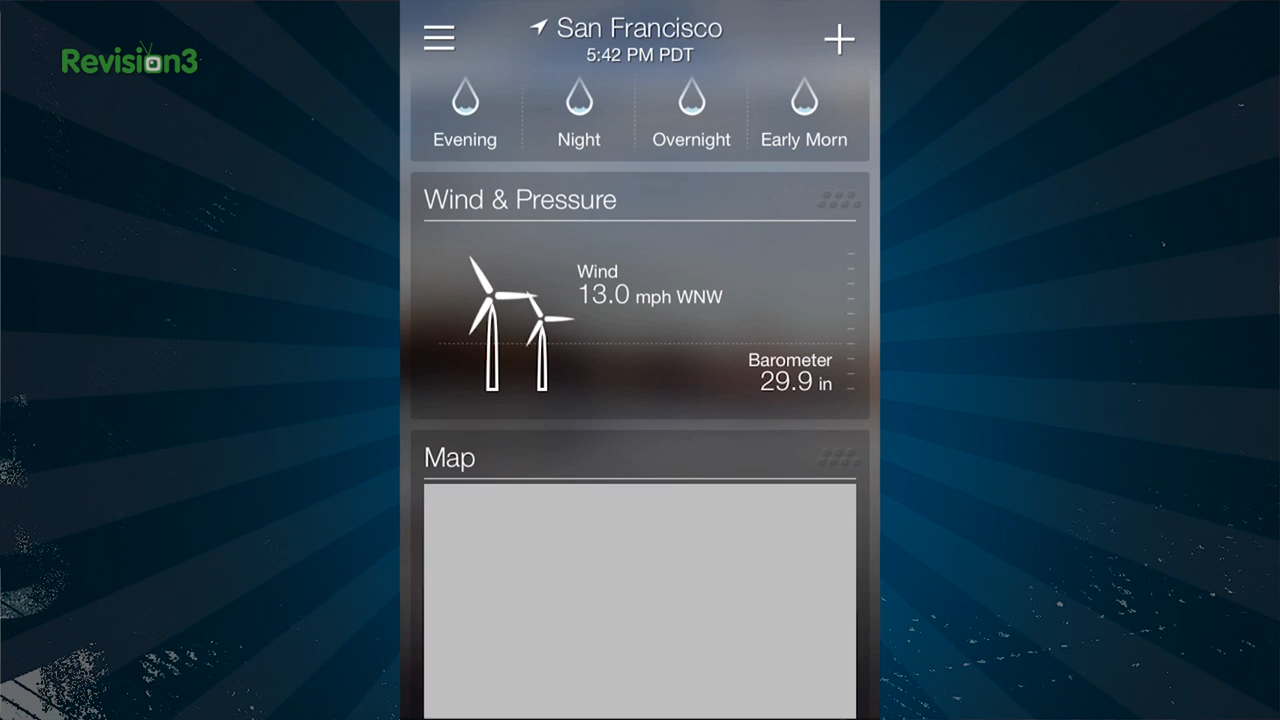 Revision3
San Francisco
5:42 PM PDT
Evening Night Overnight Early Morn
Wind & Pressure
Wind
13.0 mph WNW
Barometer
29.9 in
Map